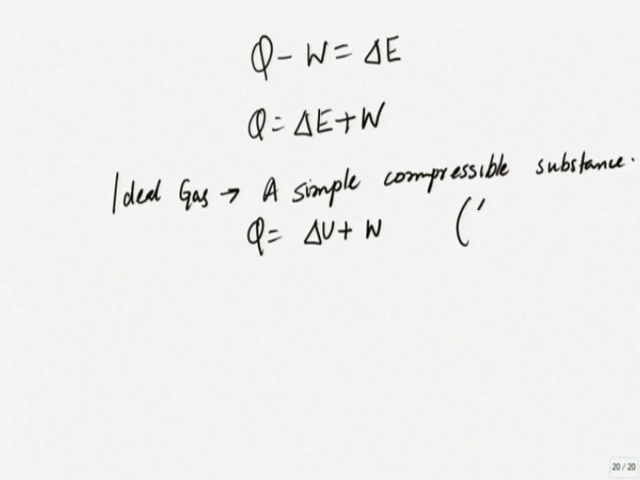 Q - W = ΔE
Q = ΔE + W
Ideal Gas → A simple compressible substance.
Q = ΔU + W (
20 / 20